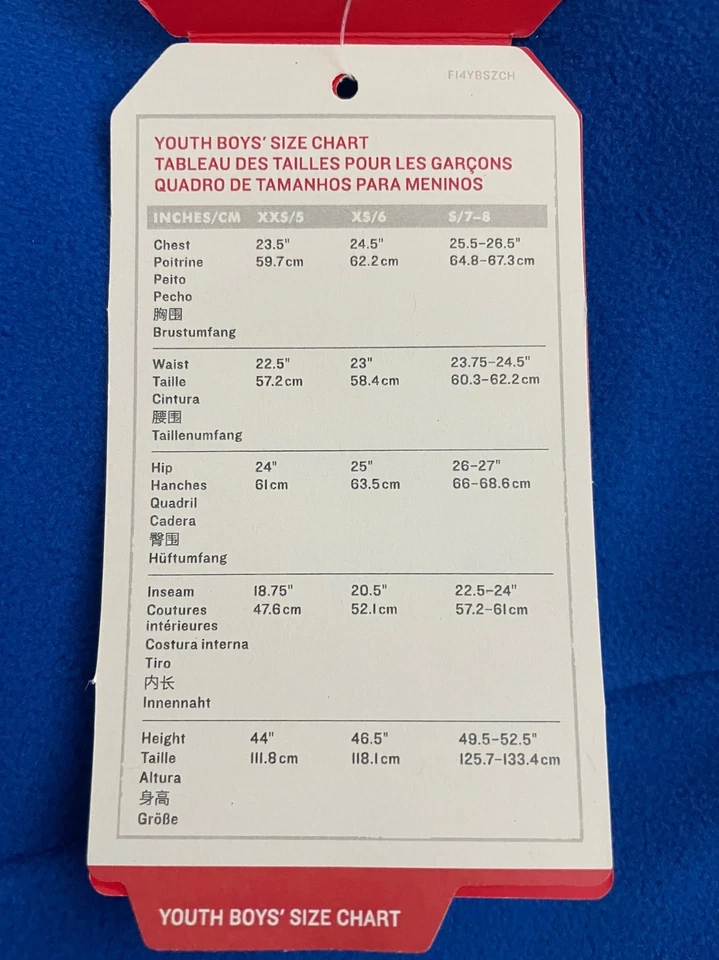 FI4YBSZCH
YOUTH BOYS' SIZE CHART
TABLEAU DES TAILLES POUR LES GARÇONS
QUADRO DE TAMANHOS PARA MENINOS
INCHES/CM XXS/5 XS/6 S/7-8
Chest 23.5" 24.5" 25.5-26.5"
Poitrine 59.7cm 62.2cm 64.8-67.3cm
Peito
Pecho
胸围
Brustumfang
Waist 22.5" 23" 23.75-24.5"
Taille 57.2cm 58.4cm 60.3-62.2cm
Cintura
腰围
Taillenumfang
Hip 24" 25" 26-27"
Hanches 61cm 63.5cm 66-68.6cm
Quadril
Cadera
臀围
Hüftumfang
Inseam 18.75" 20.5" 22.5-24"
Coutures 47.6cm 52.1cm 57.2-61cm
intérieures
Costura interna
Tiro
内长
Innennaht
Height 44" 46.5" 49.5-52.5"
Taille 111.8cm 118.1cm 125.7-133.4cm
Altura
身高
Größe
YOUTH BOYS' SIZE CHART